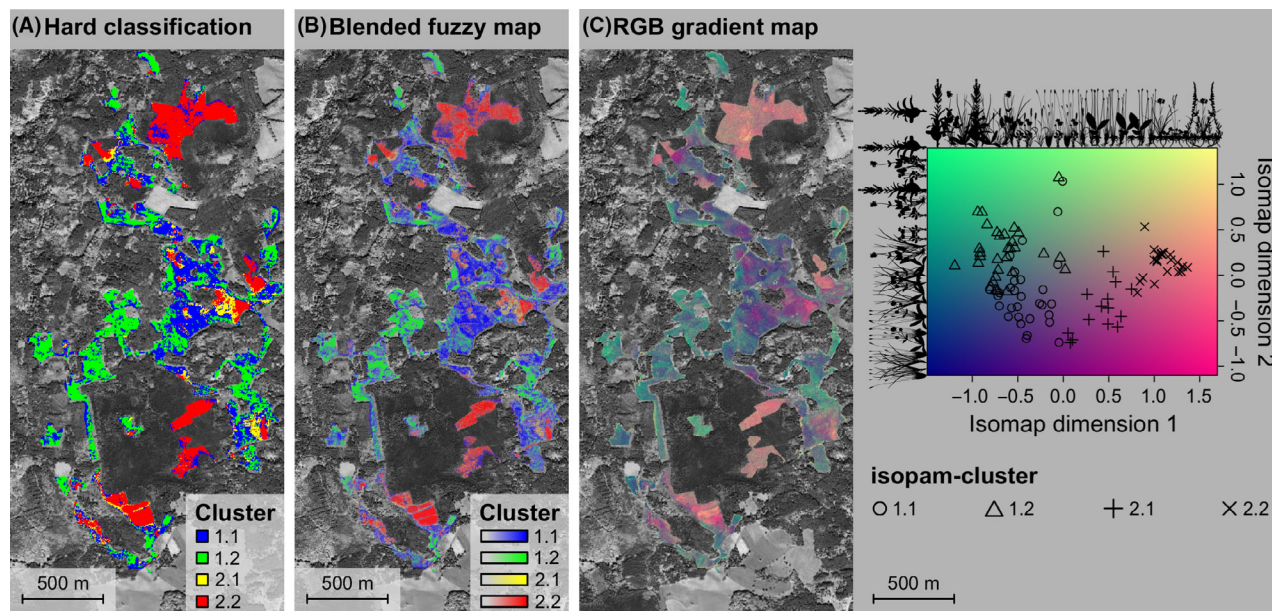 (A) Hard classification
(B) Blended fuzzy map
(C) RGB gradient map
Cluster
1.1
1.2
2.1
2.2
500 m
Cluster
1.1
1.2
2.1
2.2
500 m
1.0
0.5
0.0
−0.5
−1.0
Isomap dimension 2
−1.0 −0.5 0.0 0.5 1.0 1.5
Isomap dimension 1
isopam-cluster
1.1 1.2 2.1 2.2
500 m